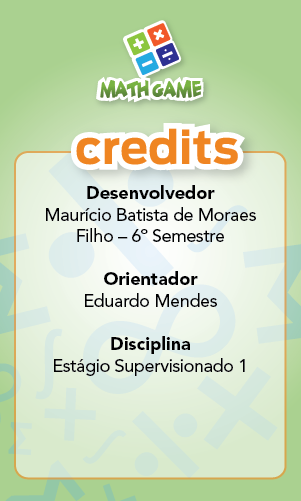 MATH GAME
credits
Desenvolvedor
Maurício Batista de Moraes
Filho – 6º Semestre
Orientador
Eduardo Mendes
Disciplina
Estágio Supervisionado 1